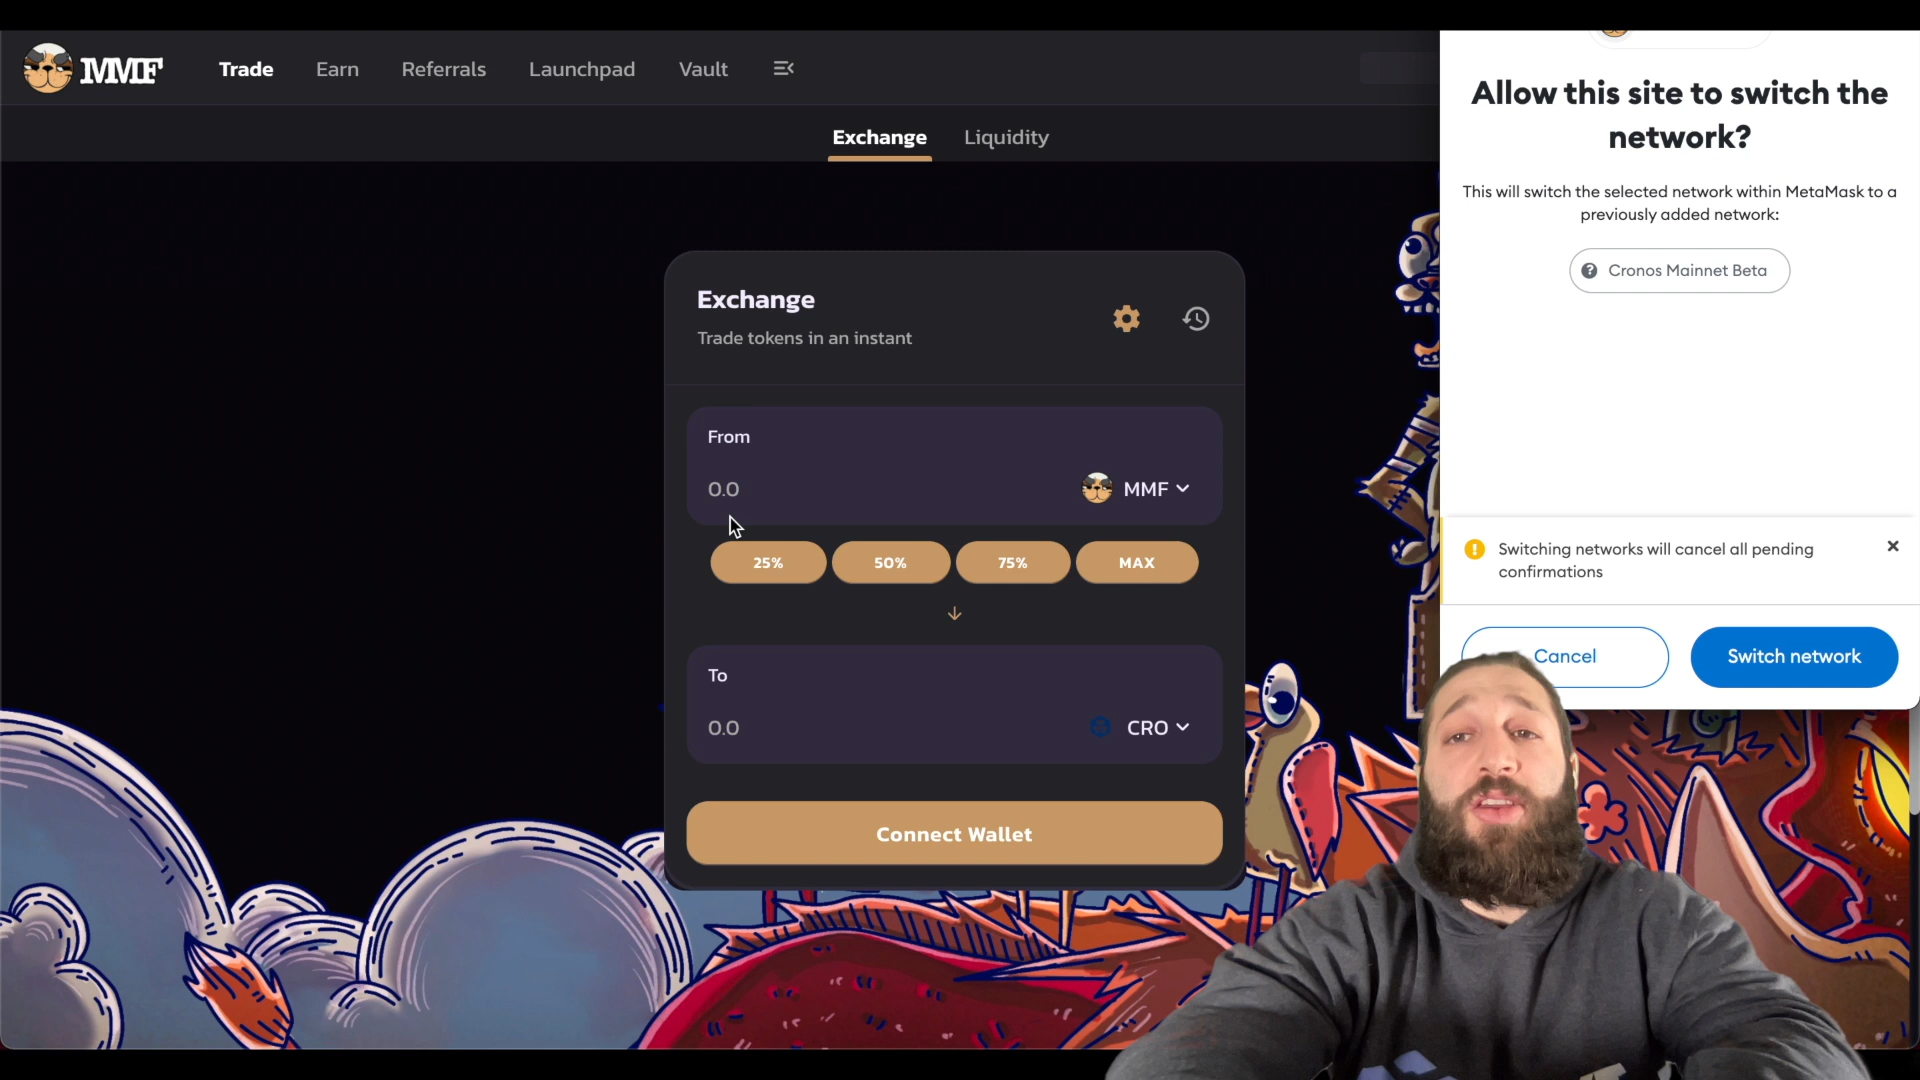 MMF
Trade
Earn
Referrals
Launchpad
Vault
Exchange
Liquidity
Exchange
Trade tokens in an instant
From
0.0
MMF
25%
50%
75%
MAX
To
0.0
CRO
Connect Wallet
Allow this site to switch the
network?
This will switch the selected network within MetaMask to a
previously added network:
Cronos Mainnet Beta
Switching networks will cancel all pending
confirmations
Cancel
Switch network